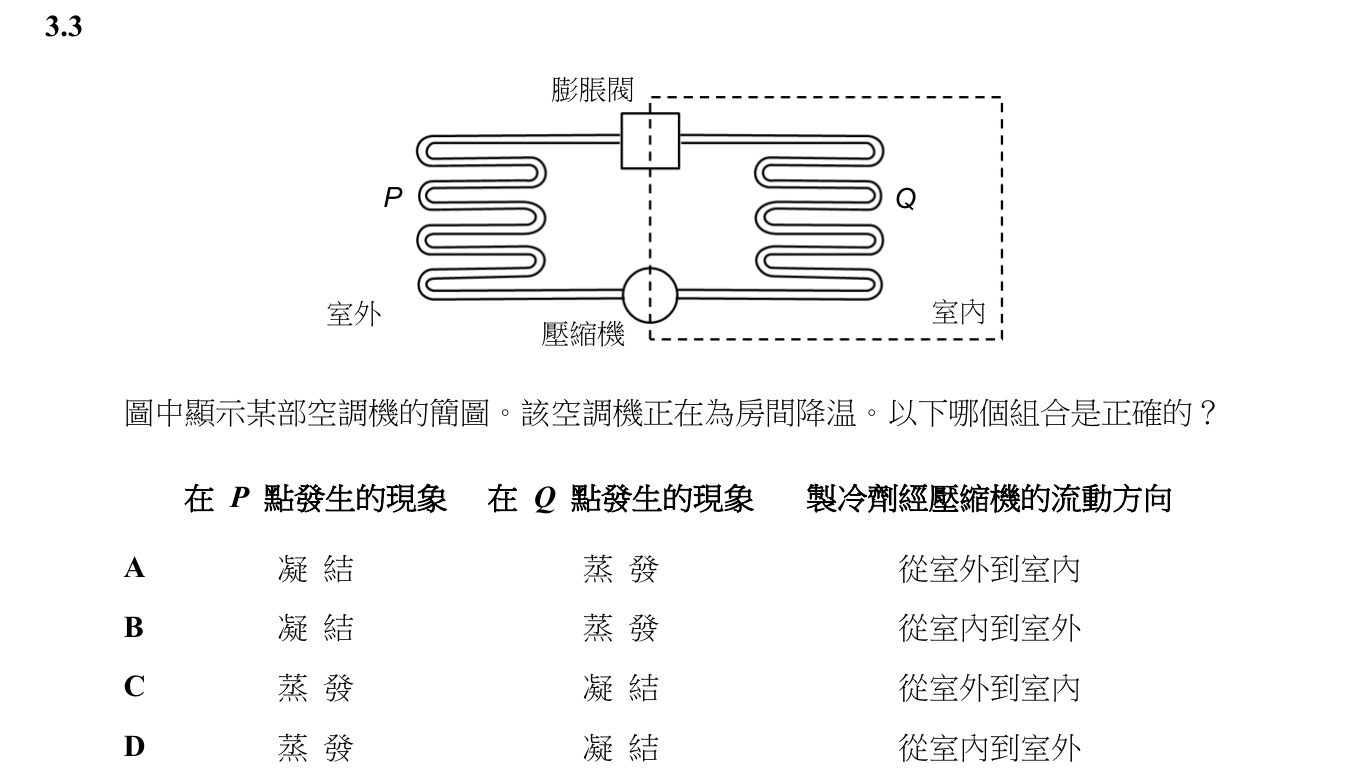 3.3
膨脹閥
P
Q
室外
室內
壓縮機
圖中顯示某部空調機的簡圖。該空調機正在為房間降温。以下哪個組合是正確的？
在 P 點發生的現象 在 Q 點發生的現象 製冷劑經壓縮機的流動方向
A 凝結 蒸發 從室外到室內
B 凝結 蒸發 從室內到室外
C 蒸發 凝結 從室外到室內
D 蒸發 凝結 從室內到室外